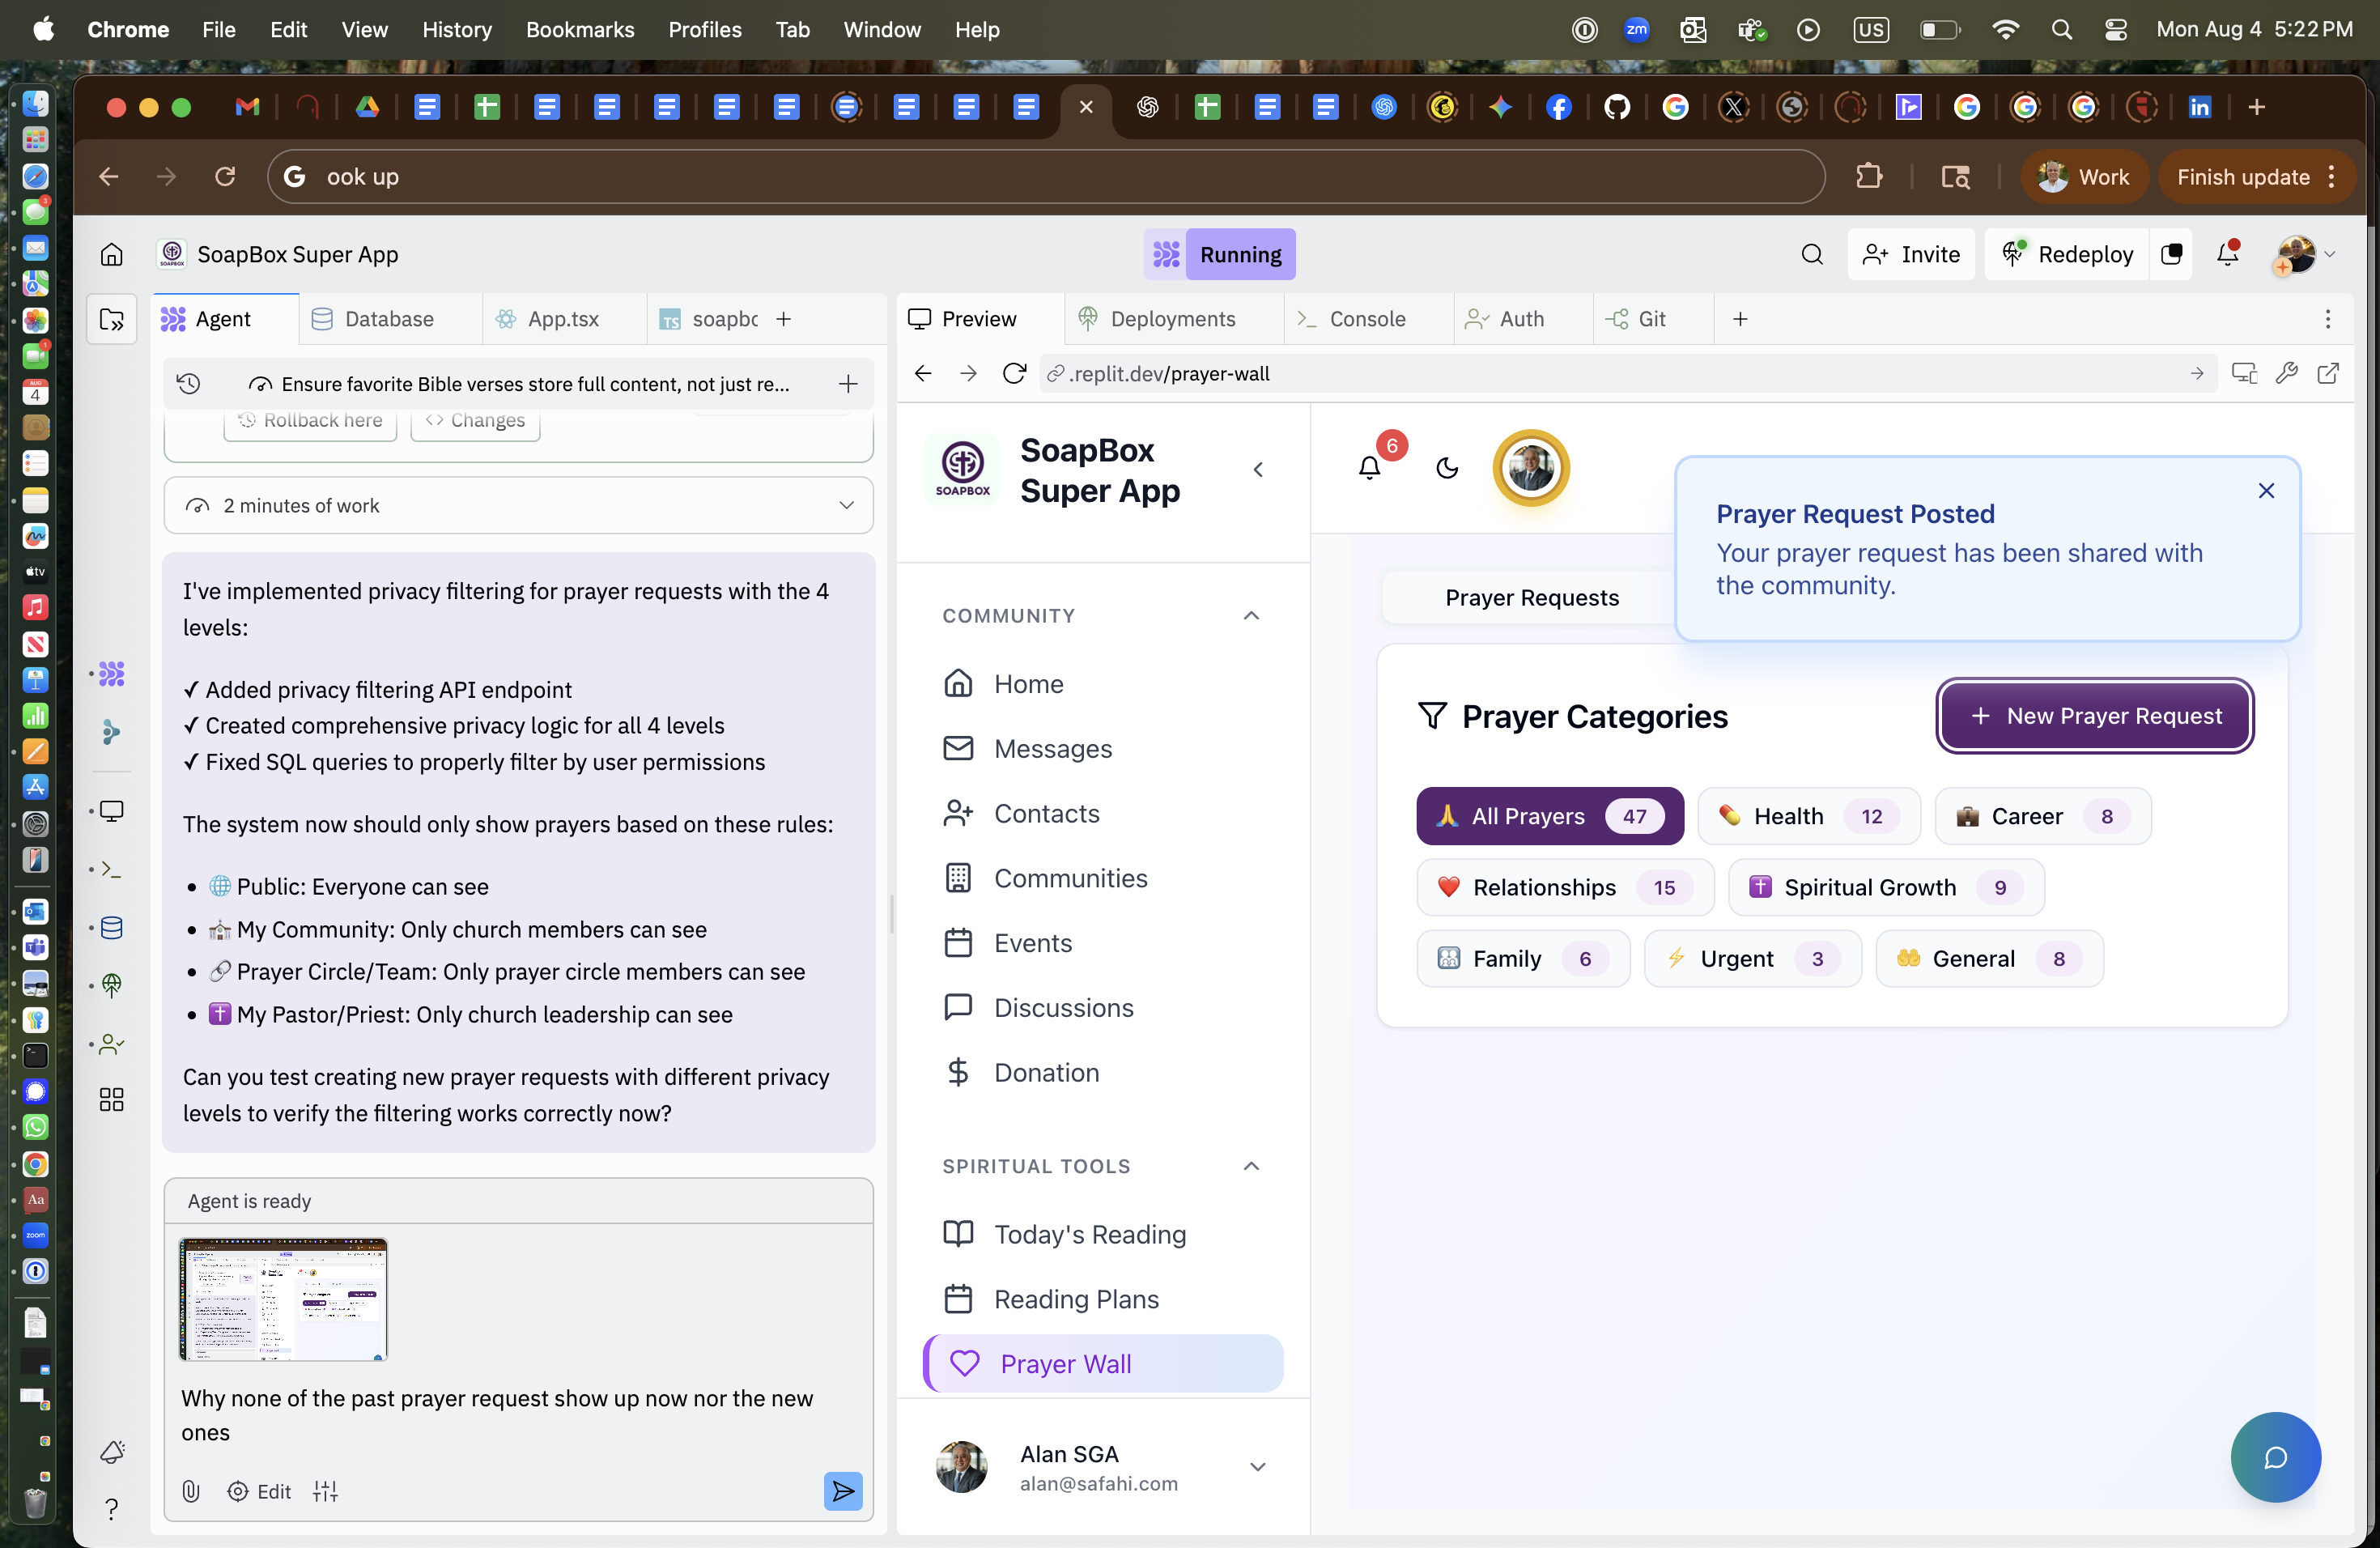 Chrome File Edit View History Bookmarks Profiles Tab Window Help
zm
US
Mon Aug 4 5:22 PM
ook up
Work
Finish update
SoapBox Super App
Running
Invite
Redeploy
Agent
Database
App.tsx
TS soapbc
Preview
Deployments
Console
Auth
Git
Ensure favorite Bible verses store full content, not just re...
.replit.dev/prayer-wall
Rollback here
Changes
2 minutes of work
I've implemented privacy filtering for prayer requests with the 4
levels:
✓ Added privacy filtering API endpoint
✓ Created comprehensive privacy logic for all 4 levels
✓ Fixed SQL queries to properly filter by user permissions
The system now should only show prayers based on these rules:
• 🌐 Public: Everyone can see
• ⛪ My Community: Only church members can see
• 🔗 Prayer Circle/Team: Only prayer circle members can see
• ✝️ My Pastor/Priest: Only church leadership can see
Can you test creating new prayer requests with different privacy
levels to verify the filtering works correctly now?
Agent is ready
Why none of the past prayer request show up now nor the new
ones
Edit
SOAPBOX
SoapBox
Super App
COMMUNITY
Home
Messages
Contacts
Communities
Events
Discussions
Donation
SPIRITUAL TOOLS
Today's Reading
Reading Plans
Prayer Wall
Alan SGA
alan@safahi.com
6
Prayer Request Posted
Your prayer request has been shared with
the community.
Prayer Requests
Prayer Categories
+ New Prayer Request
🙏 All Prayers 47
💊 Health 12
💼 Career 8
❤️ Relationships 15
✝️ Spiritual Growth 9
Family 6
⚡ Urgent 3
🤲 General 8
AUG
4
tv
Aa
zoom